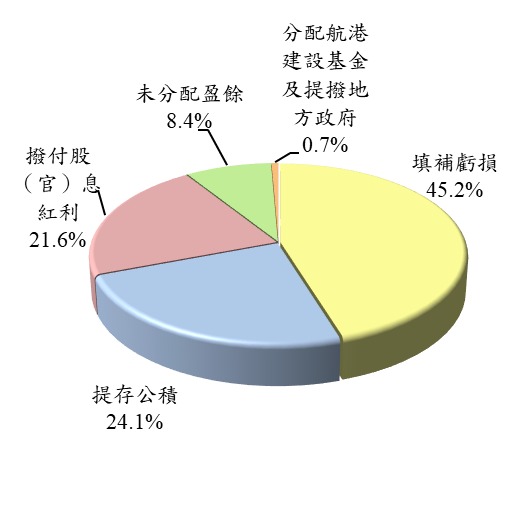 分配航港
建設基金
及提撥地
方政府
0.7%
未分配盈餘
8.4%
撥付股
（官）息
紅利
21.6%
填補虧損
45.2%
提存公積
24.1%